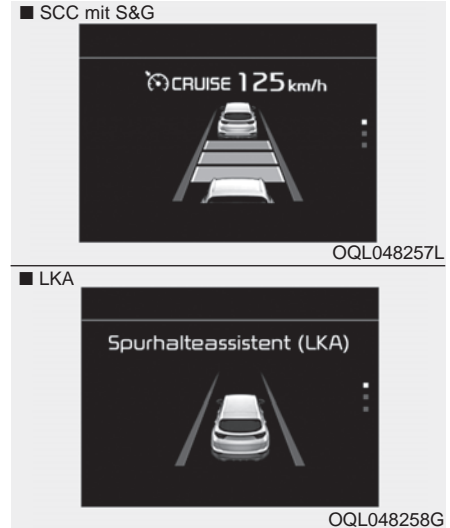 ■ SCC mit S&G
CRUISE 125 km/h
OQL048257L
■ LKA
Spurhalteassistent (LKA)
OQL048258G